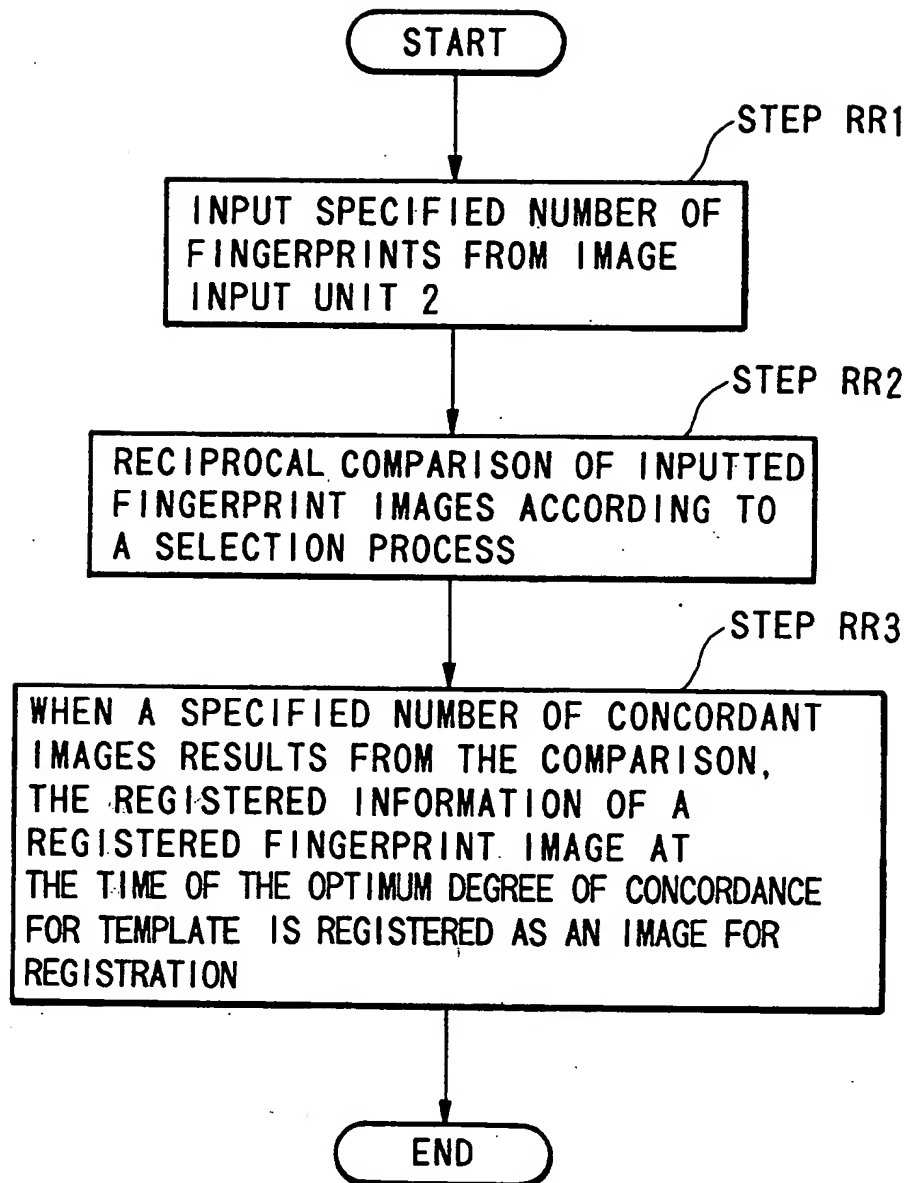 START
STEP RR1
INPUT SPECIFIED NUMBER OF
FINGERPRINTS FROM IMAGE
INPUT UNIT 2
STEP RR2
RECIPROCAL COMPARISON OF INPUTTED
FINGERPRINT IMAGES ACCORDING TO
A SELECTION PROCESS
STEP RR3
WHEN A SPECIFIED NUMBER OF CONCORDANT
IMAGES RESULTS FROM THE COMPARISON,
THE REGISTERED INFORMATION OF A
REGISTERED FINGERPRINT IMAGE AT
THE TIME OF THE OPTIMUM DEGREE OF CONCORDANCE
FOR TEMPLATE IS REGISTERED AS AN IMAGE FOR
REGISTRATION
END